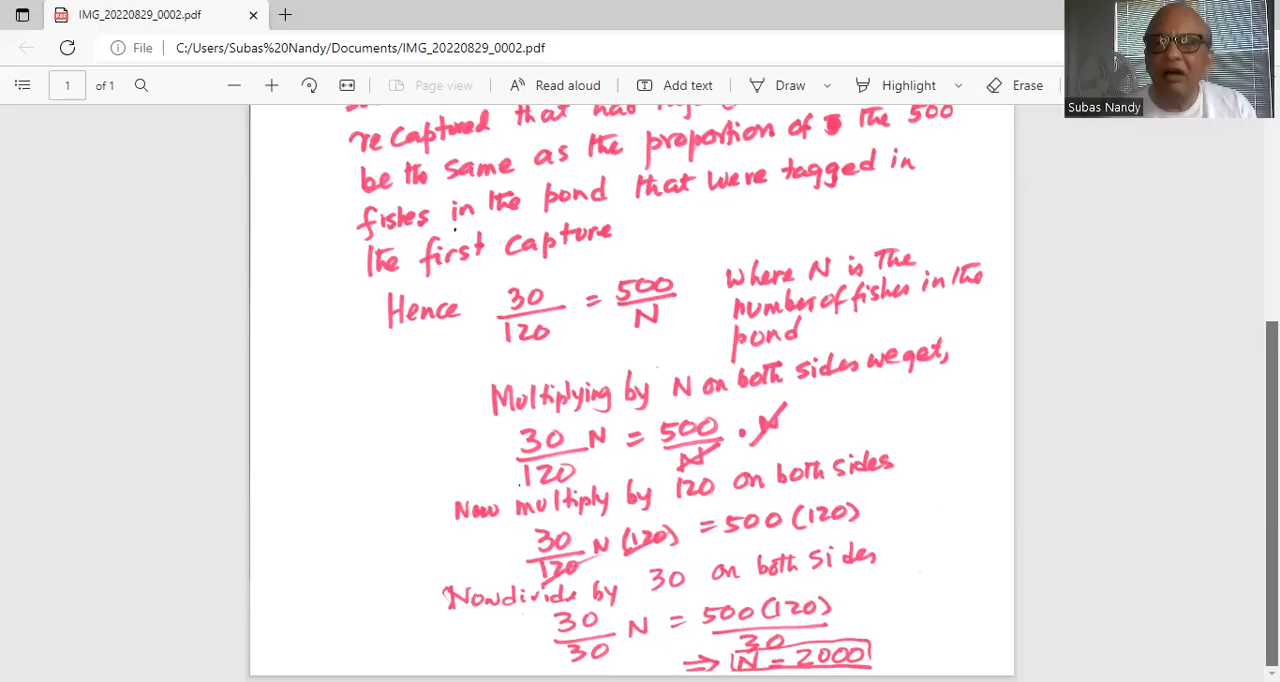 IMG_20220829_0002.pdf
File C:/Users/Subas%20Nandy/Documents/IMG_20220829_0002.pdf
1 of 1 Page view Read aloud Add text Draw Highlight Erase
Subas Nandy
recaptured that had
be the same as the proportion of the 500
fishes in the pond that were tagged in
the first capture
Hence 30/120 = 500/N
where N is the
number of fishes in the
pond
Multiplying by N on both sides we get,
30/120 N = 500/N · N
Now multiply by 120 on both sides
30/120 N (120) = 500 (120)
Now divide by 30 on both sides
30/30 N = 500 (120)/30
⇒ N = 2000